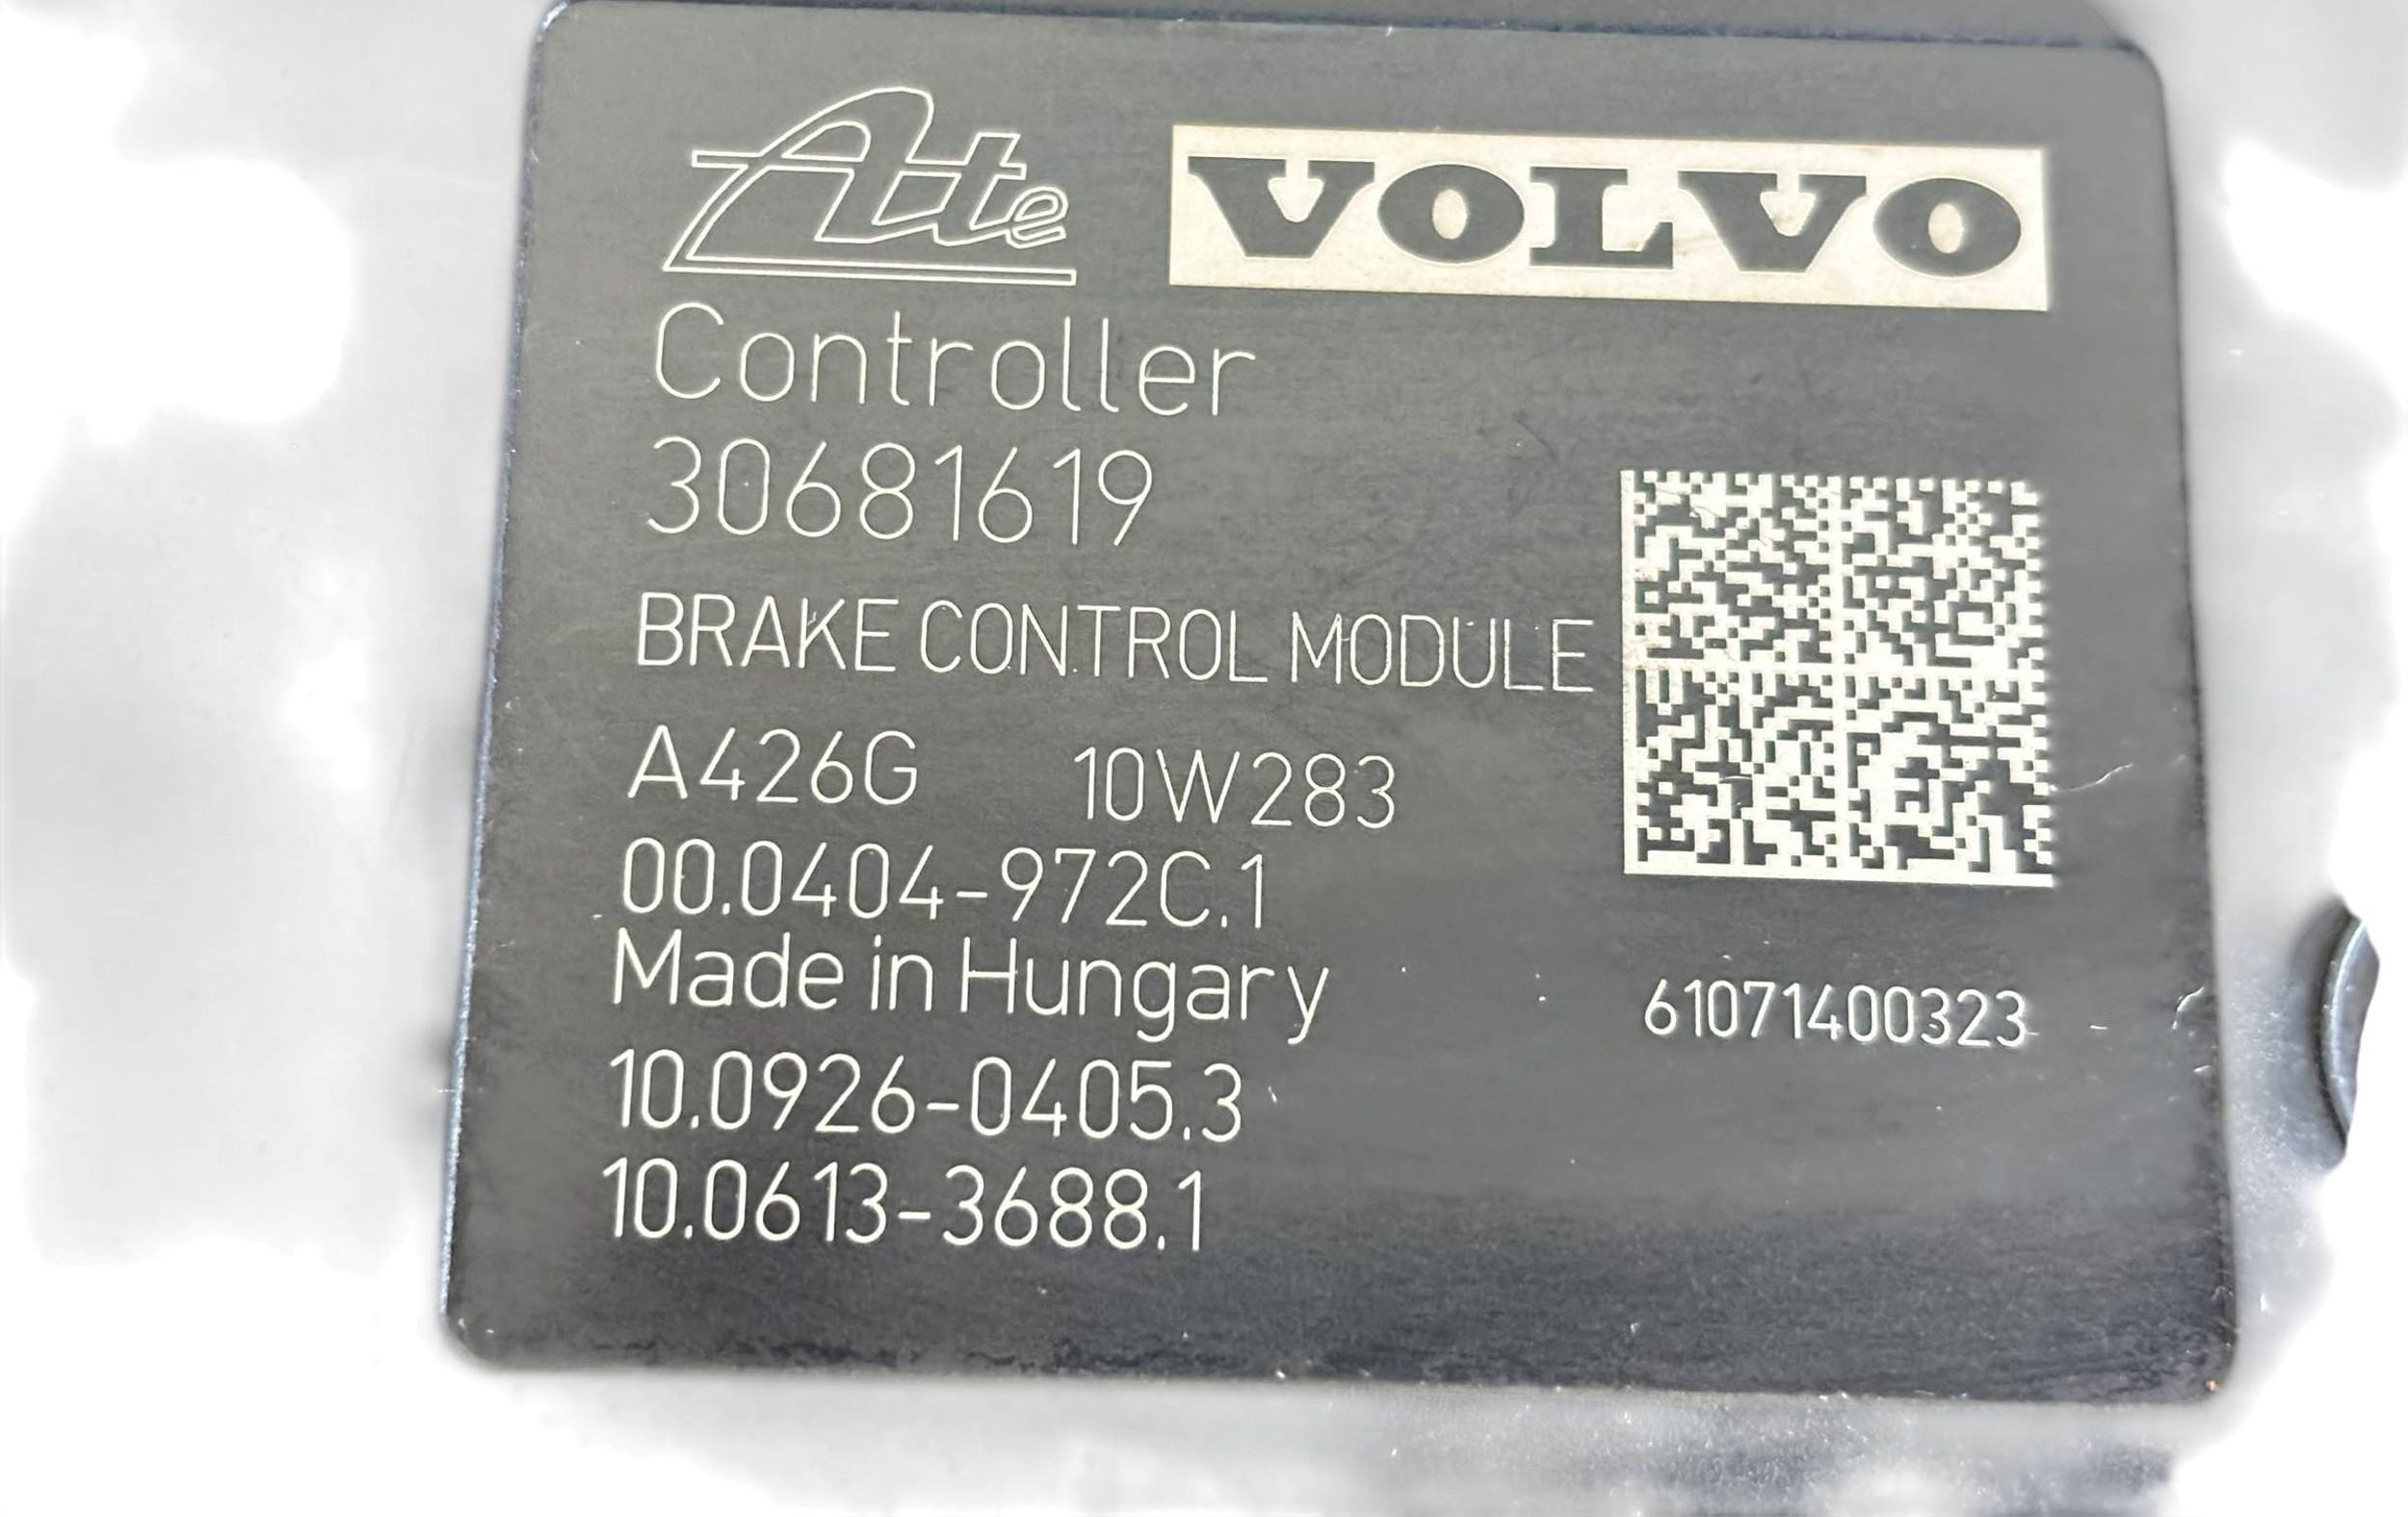 Ate VOLVO
Controller
30681619
BRAKE CONTROL MODULE
A426G 10W283
00.0404-972C.1
Made in Hungary
61071400323
10.0926-0405.3
10.0613-3688.1